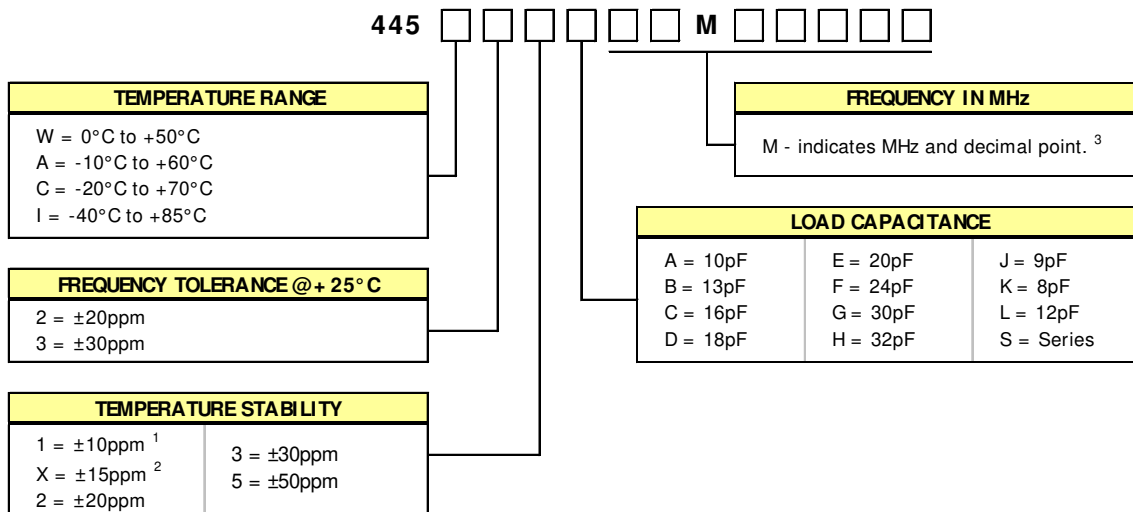 445 M
TEMPERATURE RANGE
W = 0°C to +50°C
A = -10°C to +60°C
C = -20°C to +70°C
I = -40°C to +85°C
FREQUENCY TOLERANCE @ + 25°C
2 = ±20ppm
3 = ±30ppm
TEMPERATURE STABILITY
1 = ±10ppm 1
X = ±15ppm 2
2 = ±20ppm
3 = ±30ppm
5 = ±50ppm
FREQUENCY IN MHz
M - indicates MHz and decimal point. 3
LOAD CAPACITANCE
A = 10pF
B = 13pF
C = 16pF
D = 18pF
E = 20pF
F = 24pF
G = 30pF
H = 32pF
J = 9pF
K = 8pF
L = 12pF
S = Series